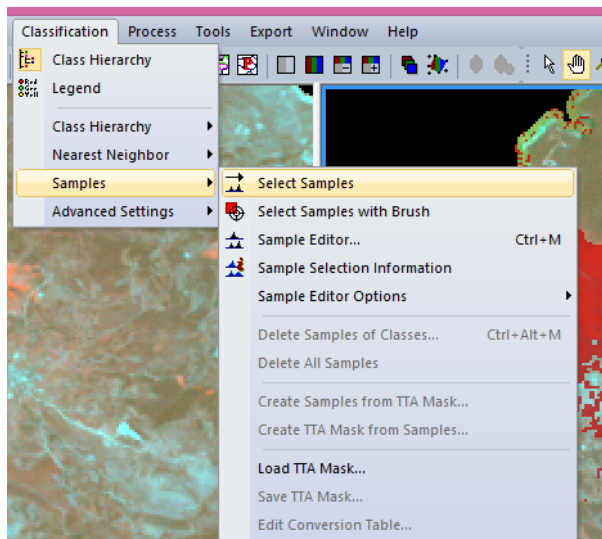 Classification Process Tools Export Window Help
Class Hierarchy
Legend
Class Hierarchy
Nearest Neighbor
Samples
Advanced Settings
Select Samples
Select Samples with Brush
Sample Editor... Ctrl+M
Sample Selection Information
Sample Editor Options
Delete Samples of Classes... Ctrl+Alt+M
Delete All Samples
Create Samples from TTA Mask...
Create TTA Mask from Samples...
Load TTA Mask...
Save TTA Mask...
Edit Conversion Table...